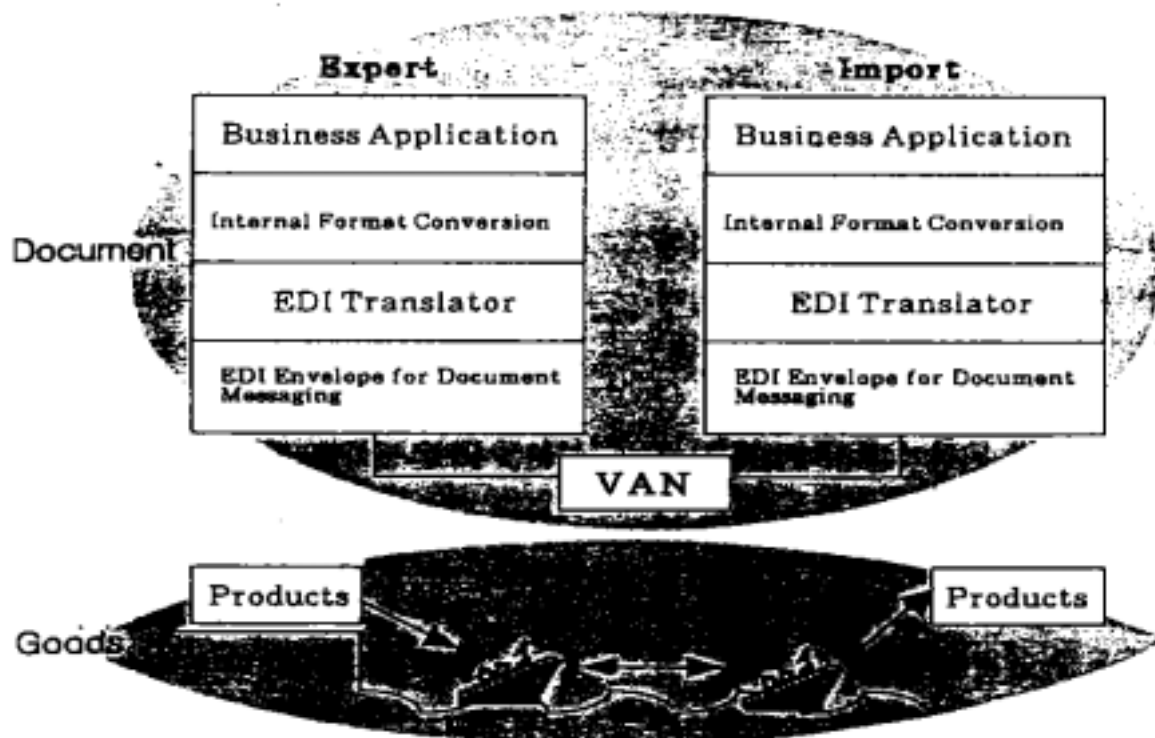 Expert
Import
Business Application
Business Application
Internal Format Conversion
Internal Format Conversion
Document
EDI Translator
EDI Translator
EDI Envelope for Document
Messaging
EDI Envelope for Document
Messaging
VAN
Products
Products
Goods